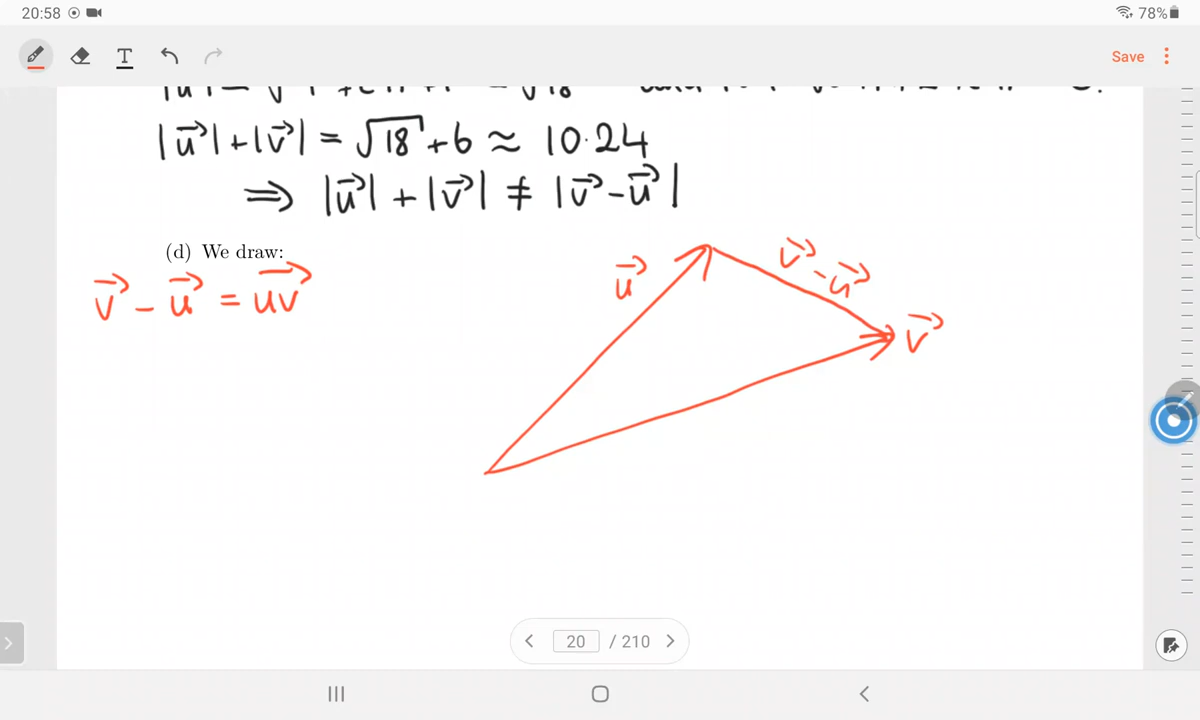 20:58 78%
T Save
|u⃗|+|v⃗| = √18 +6 ≈ 10.24
⇒ |u⃗| + |v⃗| ≠ |v⃗-u⃗|
(d) We draw:
v⃗ - u⃗ = uv⃗
u⃗
v⃗-u⃗
v⃗
20 / 210